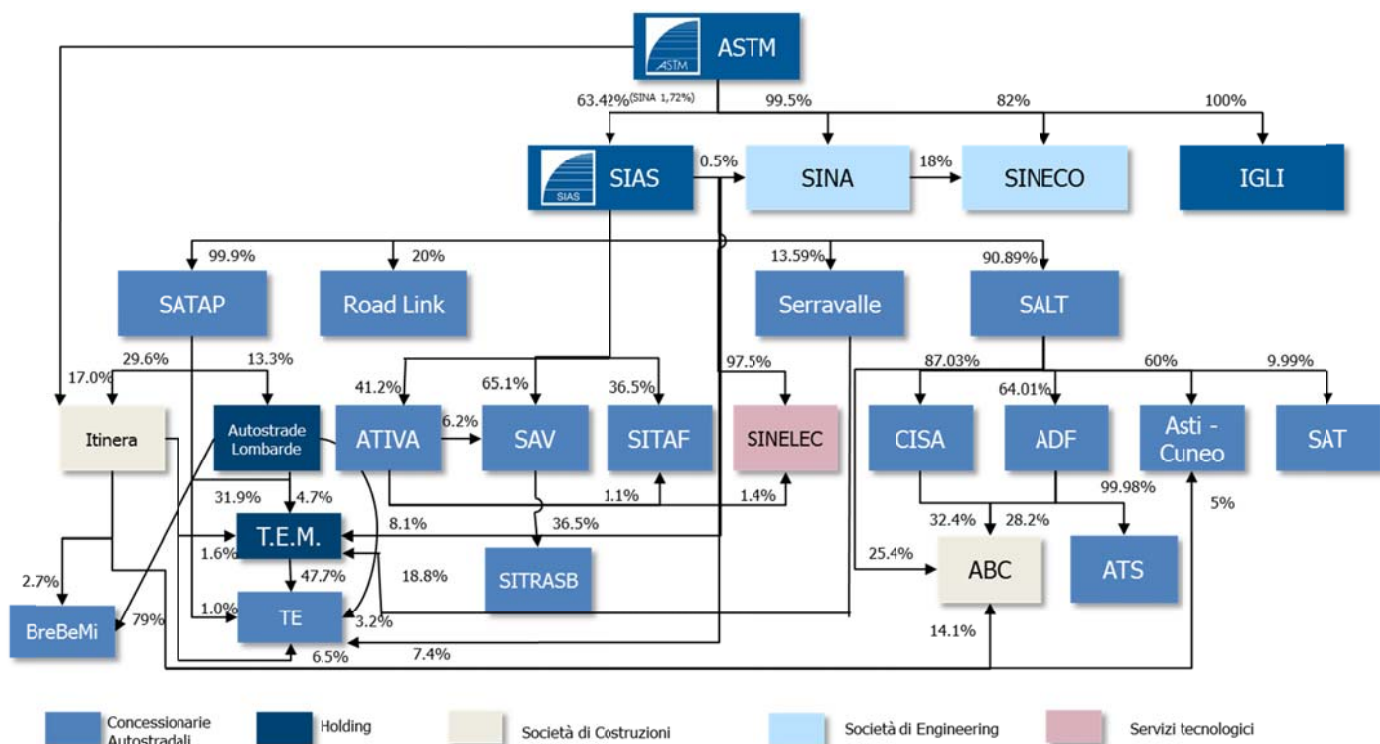 ASTM
ASTM
63.42%
(SINA 1,72%)
99.5%
82%
100%
SIAS
SIAS
0.5%
SINA
18%
SINECO
IGLI
99.9%
20%
13.59%
90.89%
SATAP
Road Link
Serravalle
SALT
29.6%
13.3%
17.0%
41.2%
65.1%
36.5%
97.5%
87.03%
64.01%
60%
9.99%
Itinera
Autostrade
Lombarde
ATIVA
6.2%
SAV
SITAF
SINELEC
CISA
ADF
Asti -
Cuneo
SAT
31.9%
4.7%
1.1%
1.4%
99.98%
5%
T.E.M.
8.1%
36.5%
32.4%
28.2%
1.6%
47.7%
18.8%
SITRASB
25.4%
ABC
ATS
2.7%
BreBeMi
79%
1.0%
TE
3.2%
14.1%
6.5%
7.4%
Concessionarie
Autostradali
Holding
Società di Costruzioni
Società di Engineering
Servizi tecnologici